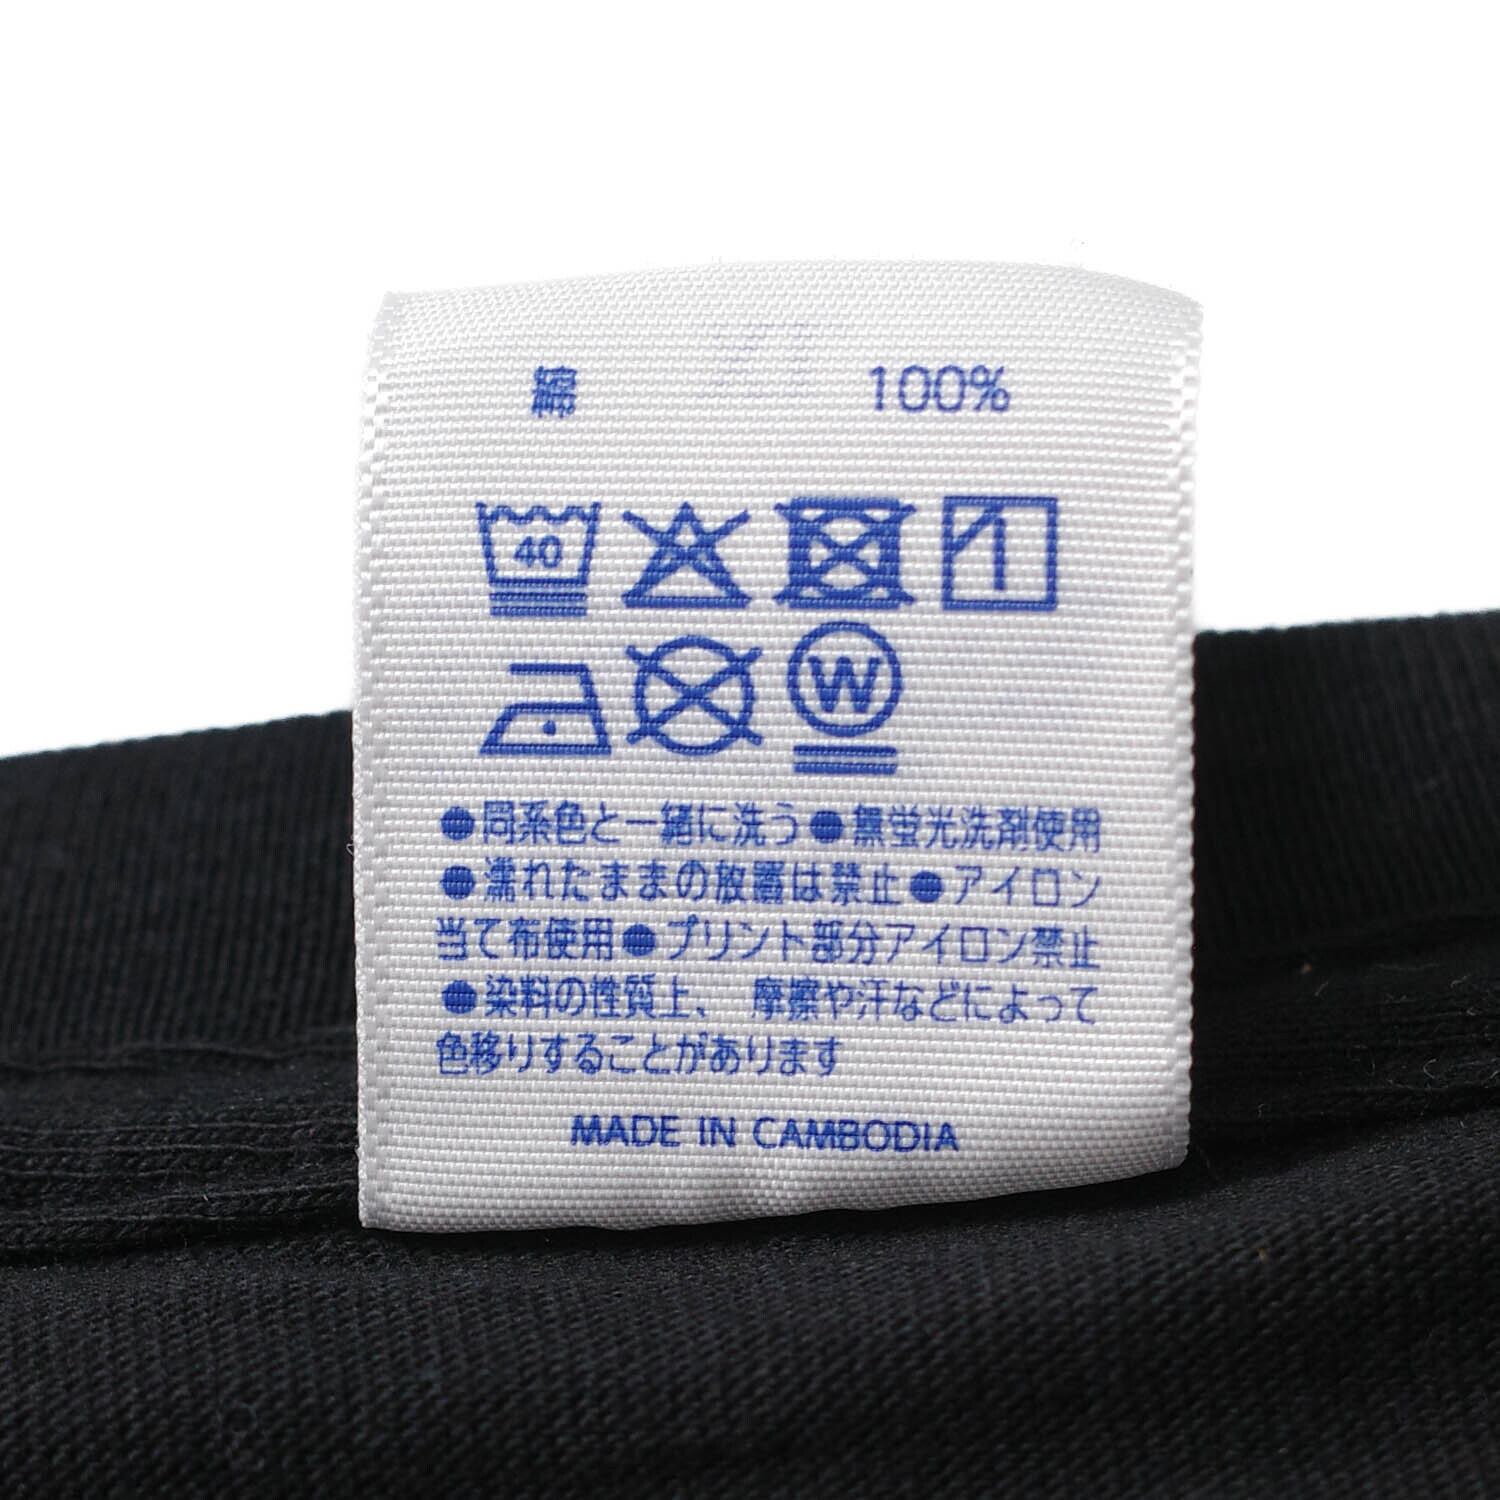 綿 100%
40
W
●同系色と一緒に洗う●無蛍光洗剤使用
●濡れたままの放置は禁止●アイロン
当て布使用●プリント部分アイロン禁止
●染料の性質上、摩擦や汗などによって
色移りすることがあります
MADE IN CAMBODIA